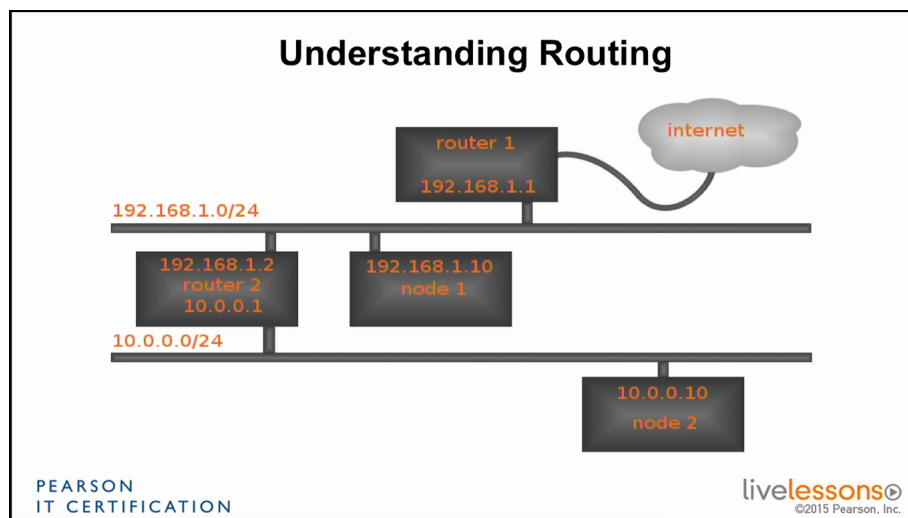 Understanding Routing
internet
router 1
192.168.1.1
192.168.1.0/24
192.168.1.2
router 2
10.0.0.1
192.168.1.10
node 1
10.0.0.0/24
10.0.0.10
node 2
PEARSON
IT CERTIFICATION
livelessons
©2015 Pearson, Inc.